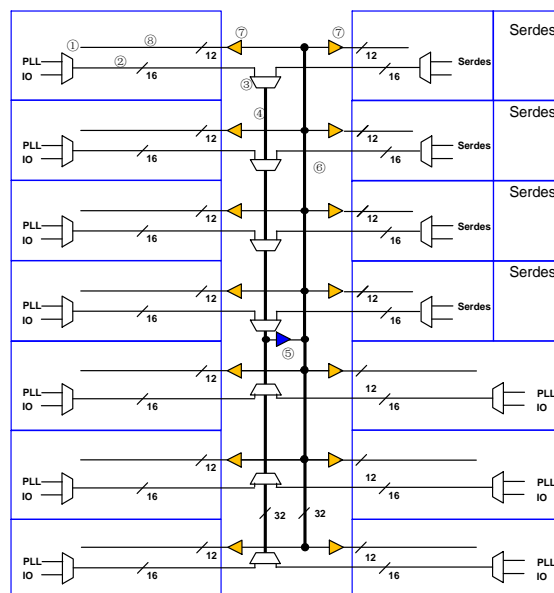 Serdes
① ⑧ ⑦ ⑦
PLL 12 12
IO ② 16 16 Serdes
③
④ Serdes
12 12
PLL
IO 16 16 Serdes
⑥
Serdes
12 12
PLL
IO 16 16 Serdes
Serdes
12 12
PLL
IO 16 16 Serdes
⑤
12 12
PLL PLL
IO 16 16 IO
12 12
PLL PLL
IO 16 16 IO
32 32
12 12
PLL PLL
IO 16 16 IO